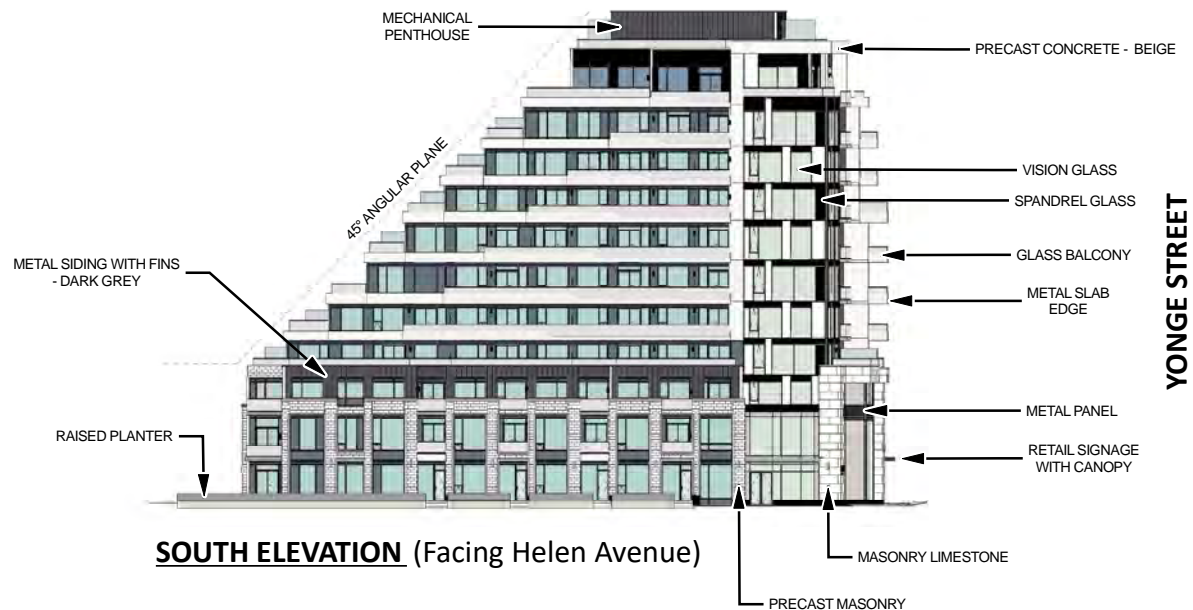 MECHANICAL
PENTHOUSE
PRECAST CONCRETE - BEIGE
45° ANGULAR PLANE
VISION GLASS
SPANDREL GLASS
YONGE STREET
GLASS BALCONY
METAL SIDING WITH FINS
- DARK GREY
METAL SLAB
EDGE
METAL PANEL
RAISED PLANTER
RETAIL SIGNAGE
WITH CANOPY
SOUTH ELEVATION (Facing Helen Avenue)
MASONRY LIMESTONE
PRECAST MASONRY